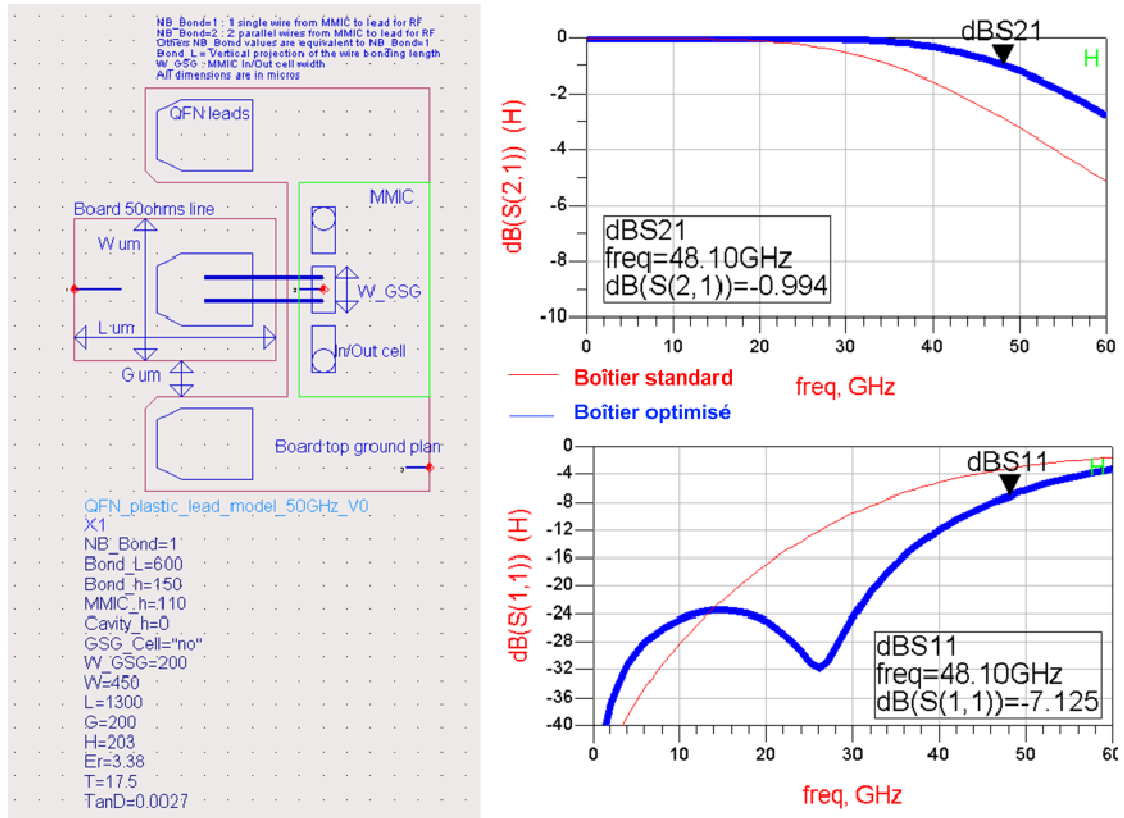 NB_Bond=1 : 1 single wire from MMIC to lead for RF
NB_Bond=2 : 2 parallel wires from MMIC to lead for RF
Others NB_Bond values are equivalent to NB_Bond=1
Bond_L = Vertical projection of the wire bonding length
W_GSG : MMIC In/Out cell width
All dimensions are in micros
QFN leads
MMIC
Board 50ohms line
W um
W_GSG
L um
In/Out cell
G um
Board top ground plan
QFN_plastic_lead_model_50GHz_V0
X1
NB_Bond=1
Bond_L=600
Bond_h=150
MMIC_h=110
Cavity_h=0
GSG_Cell="no"
W_GSG=200
W=450
L=1300
G=200
H=203
Er=3.38
T=17.5
TanD=0.0027
dBS21
H
dB(S(2,1)) (H)
0
-2
-4
-6
-8
-10
dBS21
freq=48.10GHz
dB(S(2,1))=-0.994
0 10 20 30 40 50 60
freq, GHz
Boîtier standard
Boîtier optimisé
dBS11
H
dB(S(1,1)) (H)
0
-4
-8
-12
-16
-20
-24
-28
-32
-36
-40
dBS11
freq=48.10GHz
dB(S(1,1))=-7.125
0 10 20 30 40 50 60
freq, GHz